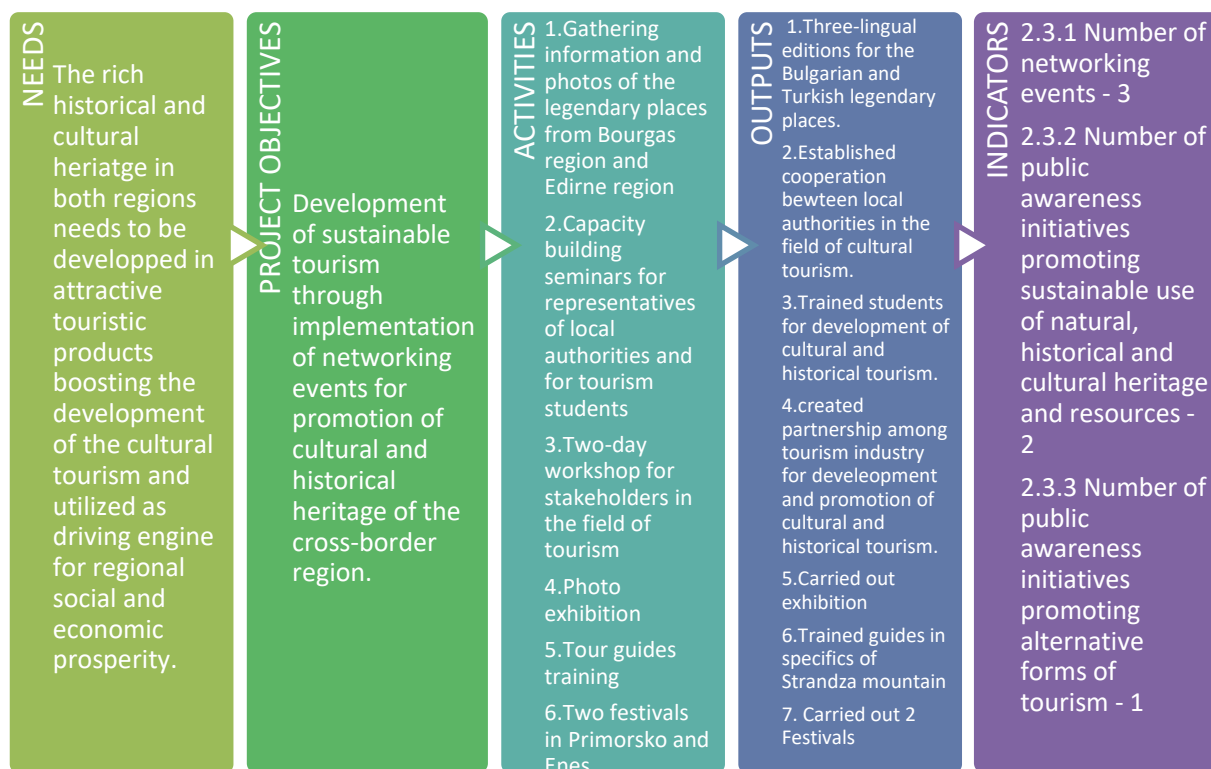 NEEDS
The rich
historical and
cultural
heriatge in
both regions
needs to be
developped in
attractive
touristic
products
boosting the
development
of the cultural
tourism and
utilized as
driving engine
for regional
social and
economic
prosperity.
PROJECT OBJECTIVES
Development
of sustainable
tourism
through
implementation
of networking
events for
promotion of
cultural and
historical
heritage of the
cross-border
region.
ACTIVITIES
1.Gathering
information and
photos of the
legendary places
from Bourgas
region and
Edirne region
2.Capacity
building
seminars for
representatives
of local
authorities and
for tourism
students
3.Two-day
workshop for
stakeholders in
the field of
tourism
4.Photo
exhibition
5.Tour guides
training
6.Two festivals
in Primorsko and
Enes
OUTPUTS
1.Three-lingual
editions for the
Bulgarian and
Turkish legendary
places.
2.Established
cooperation
bewteen local
authorities in the
field of cultural
tourism.
3.Trained students
for development of
cultural and
historical tourism.
4.created
partnership among
tourism industry
for develeopment
and promotion of
cultural and
historical tourism.
5.Carried out
exhibition
6.Trained guides in
specifics of
Strandza mountain
7. Carried out 2
Festivals
INDICATORS
2.3.1 Number of
networking
events - 3
2.3.2 Number of
public
awareness
initiatives
promoting
sustainable use
of natural,
historical and
cultural heritage
and resources -
2
2.3.3 Number of
public
awareness
initiatives
promoting
alternative
forms of
tourism - 1